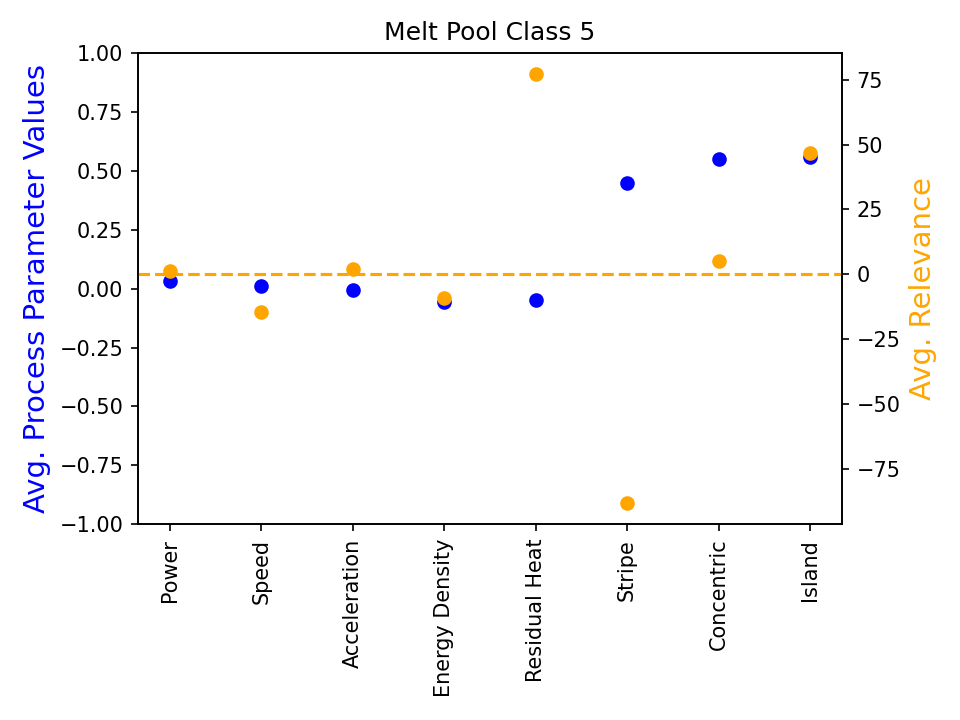 Melt Pool Class 5
Avg. Process Parameter Values
1.00
0.75
0.50
0.25
0.00
−0.25
−0.50
−0.75
−1.00
75
50
25
0
−25
−50
−75
Avg. Relevance
Power
Speed
Acceleration
Energy Density
Residual Heat
Stripe
Concentric
Island